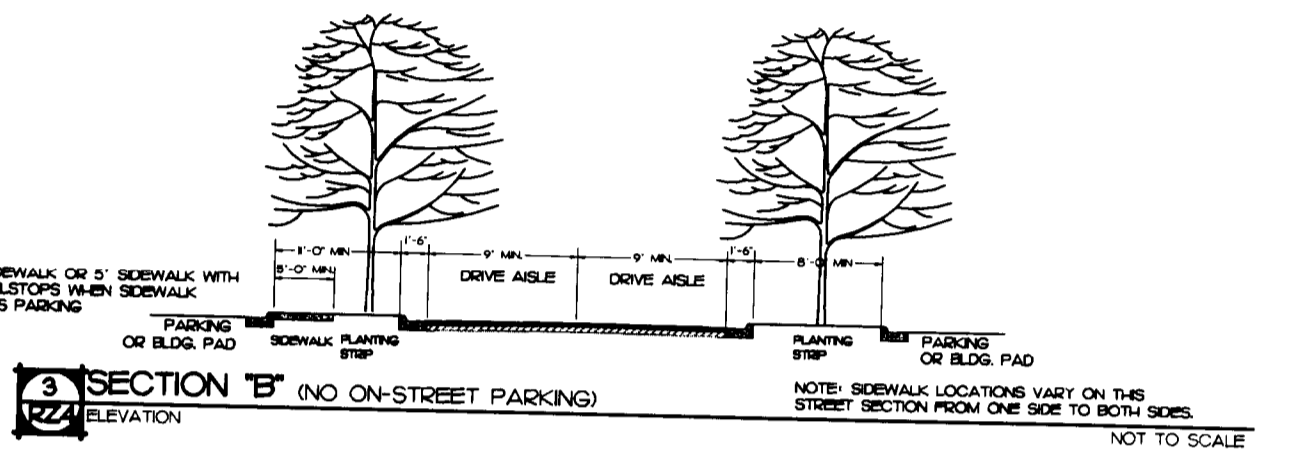 11'-0" MIN 1'-6" 9' MIN. 9' MIN. 1'-6" 8'-0" MIN
5'-0" MIN DRIVE AISLE DRIVE AISLE
SIDEWALK OR 5' SIDEWALK WITH
WHEN SIDEWALK
PARKING
PARKING
OR BLDG. PAD
SIDEWALK
PLANTING
STRIP
PLANTING
STRIP
PARKING
OR BLDG. PAD
3
RZ4
SECTION "B" (NO ON-STREET PARKING)
ELEVATION
NOTE: SIDEWALK LOCATIONS VARY ON THIS
STREET SECTION FROM ONE SIDE TO BOTH SIDES.
NOT TO SCALE